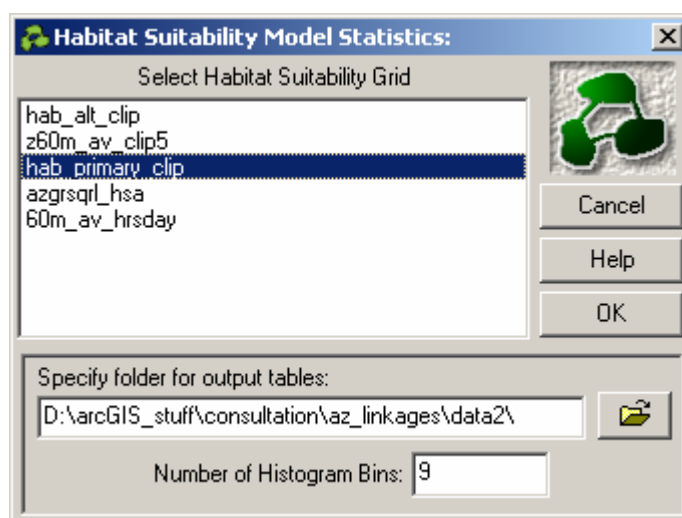 Habitat Suitability Model Statistics:
Select Habitat Suitability Grid
hab_alt_clip
z60m_av_clip5
hab_primary_clip
azgrsqrl_hsa
60m_av_hrsday
Cancel
Help
OK
Specify folder for output tables:
D:\arcGIS_stuff\consultation\az_linkages\data2\
Number of Histogram Bins: 9